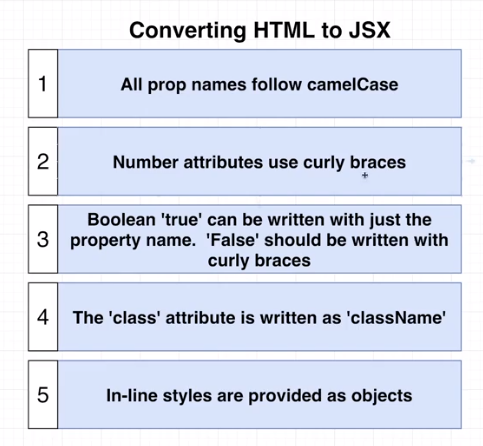 Converting HTML to JSX
1
All prop names follow camelCase
2
Number attributes use curly braces
3
Boolean 'true' can be written with just the
property name.  'False' should be written with
curly braces
4
The 'class' attribute is written as 'className'
5
In-line styles are provided as objects